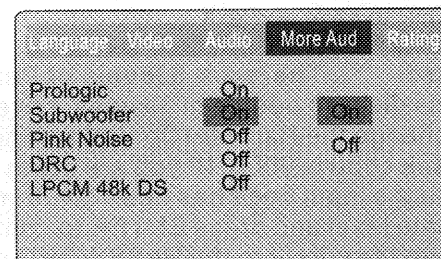 Language Video Audio More Aud Rating
Prologic On
Subwoofer On On
Pink Noise Off Off
DRC Off
LPCM 48k DS Off